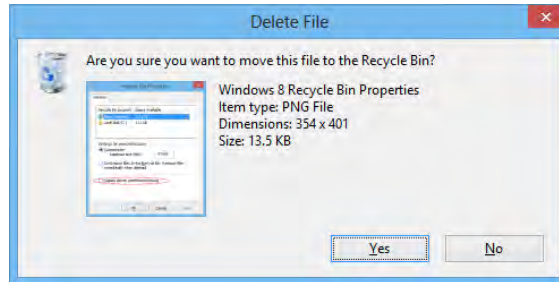 Delete File
Are you sure you want to move this file to the Recycle Bin?
Windows 8 Recycle Bin Properties
Item type: PNG File
Dimensions: 354 x 401
Size: 13.5 KB
Yes
No